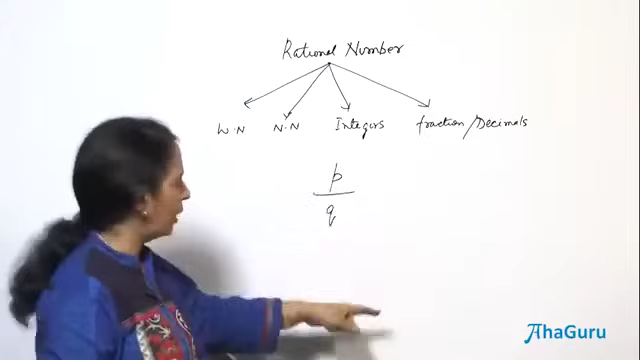 Rational Number
W.N N.N Integers fraction/Decimals
p
q
AhaGuru